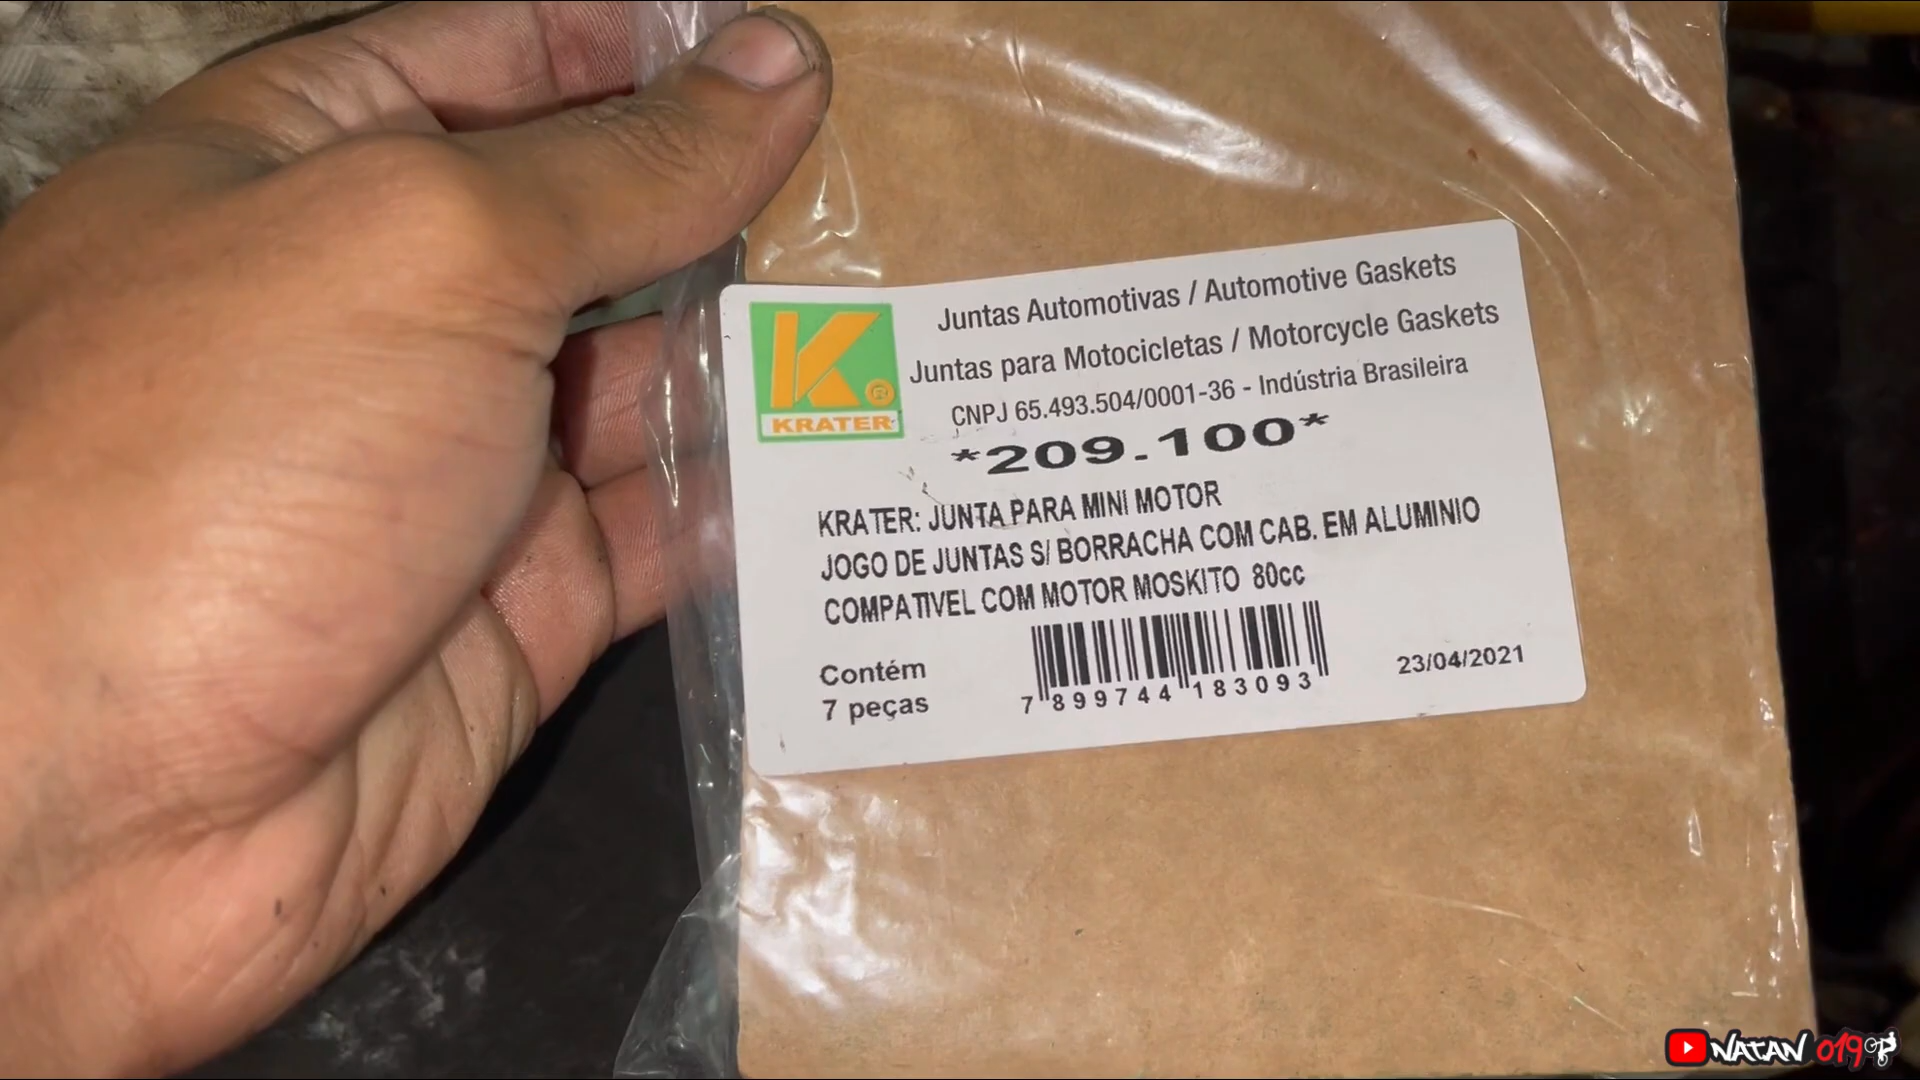 Juntas Automotivas / Automotive Gaskets
Juntas para Motocicletas / Motorcycle Gaskets
CNPJ 65.493.504/0001-36 - Indústria Brasileira
K
KRATER
*209.100*
KRATER: JUNTA PARA MINI MOTOR
JOGO DE JUNTAS S/ BORRACHA COM CAB. EM ALUMINIO
COMPATIVEL COM MOTOR MOSKITO 80cc
Contém
7 peças
7 899744 183093
23/04/2021
NATAN 019